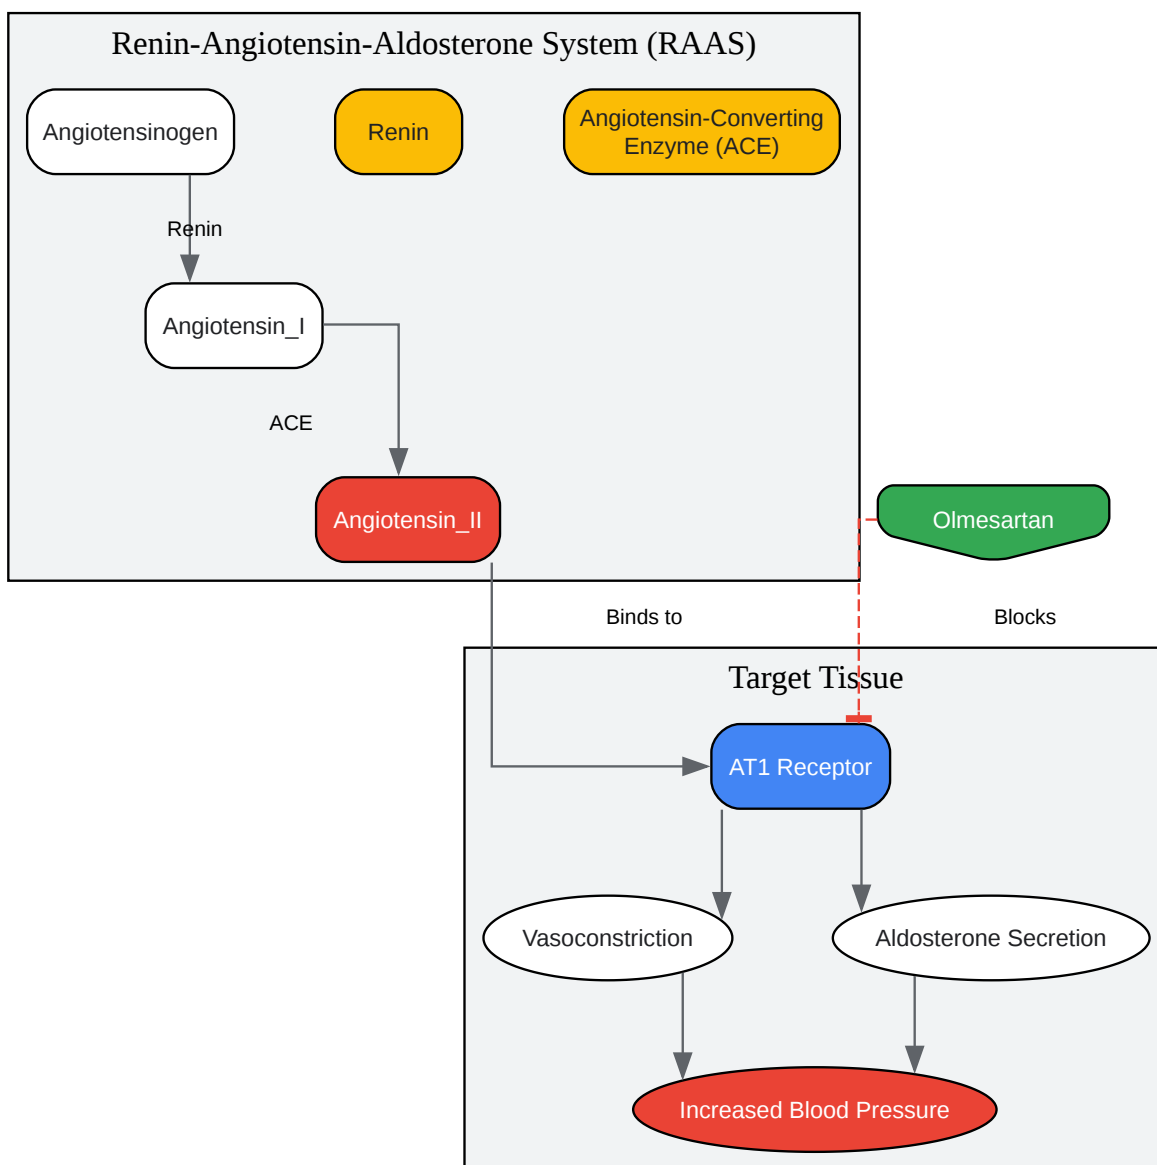 Renin-Angiotensin-Aldosterone System (RAAS)
Angiotensinogen
Renin
Angiotensin-Converting
Enzyme (ACE)
Renin
Angiotensin_I
ACE
Angiotensin_II
Olmesartan
Binds to
Blocks
Target Tissue
AT1 Receptor
Vasoconstriction
Aldosterone Secretion
Increased Blood Pressure